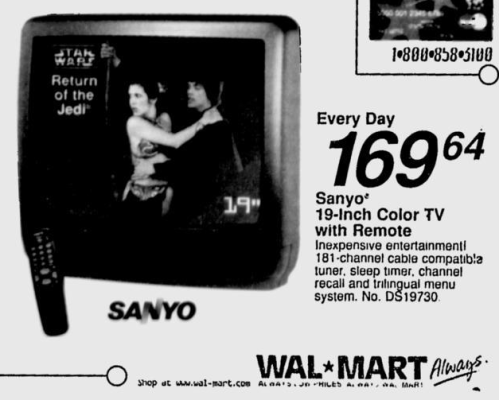 1•800•858•5100
STAR
WARS
Return
of the
Jedi
19"
SANYO
Every Day
169 64
Sanyo®
19-Inch Color TV
with Remote
Inexpensive entertainment!
181-channel cable compatible
tuner, sleep timer, channel
recall and trilingual menu
system. No. DS19730.
WAL★MART Always.
Shop at www.wal-mart.com